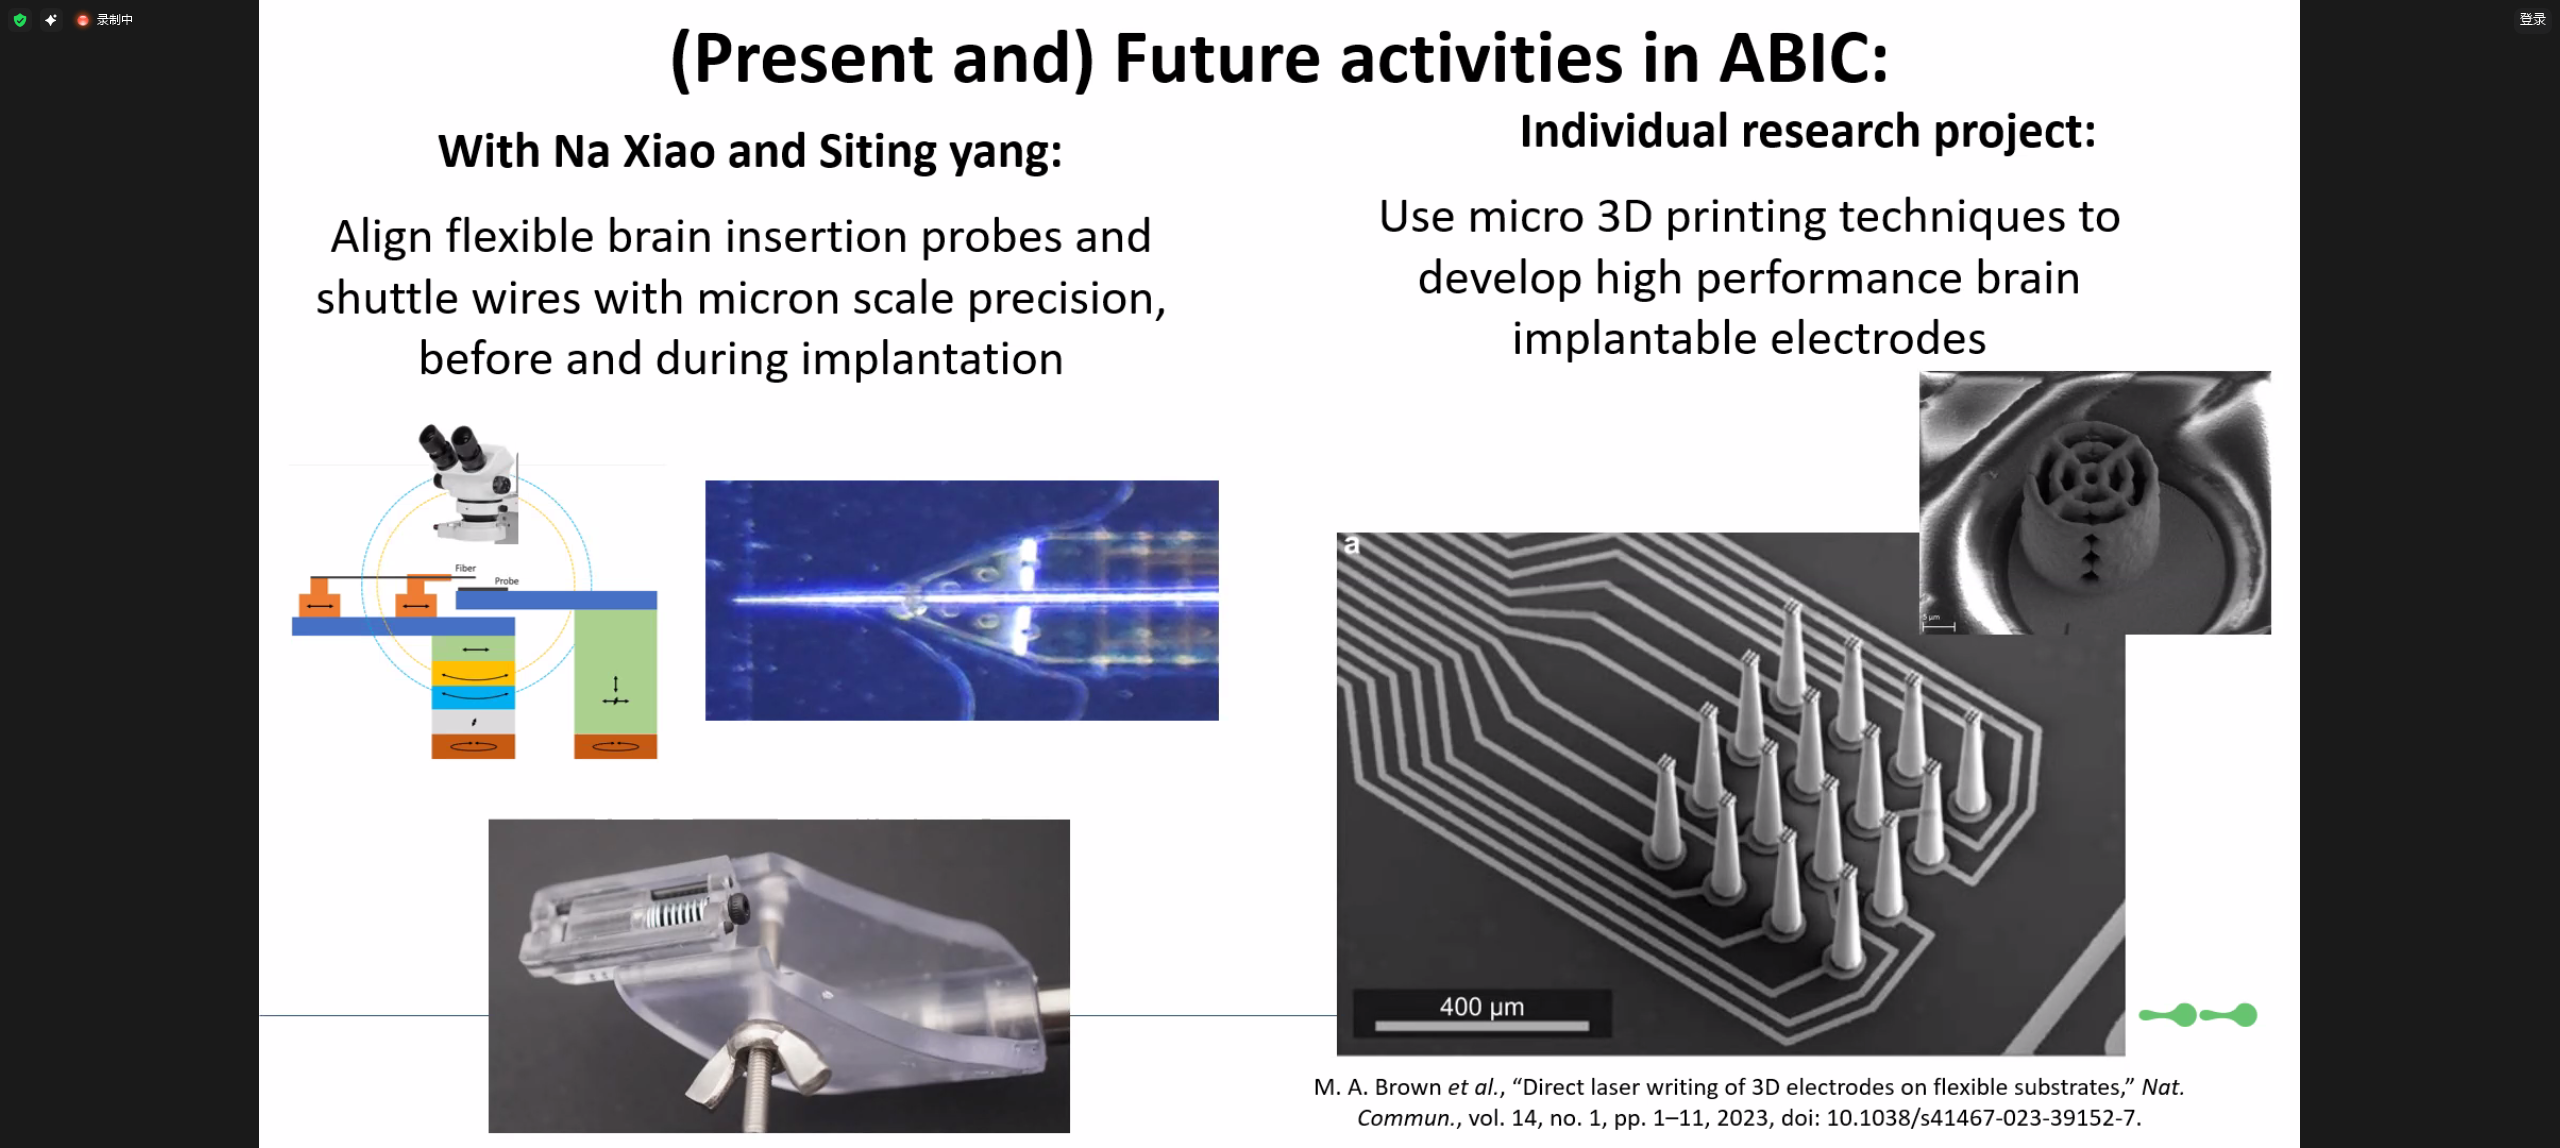 录制中
登录
(Present and) Future activities in ABIC:
With Na Xiao and Siting yang:
Align flexible brain insertion probes and
shuttle wires with micron scale precision,
before and during implantation
Fiber
Probe
Individual research project:
Use micro 3D printing techniques to
develop high performance brain
implantable electrodes
5 µm
a
400 µm
M. A. Brown et al., “Direct laser writing of 3D electrodes on flexible substrates,” Nat.
Commun., vol. 14, no. 1, pp. 1–11, 2023, doi: 10.1038/s41467-023-39152-7.